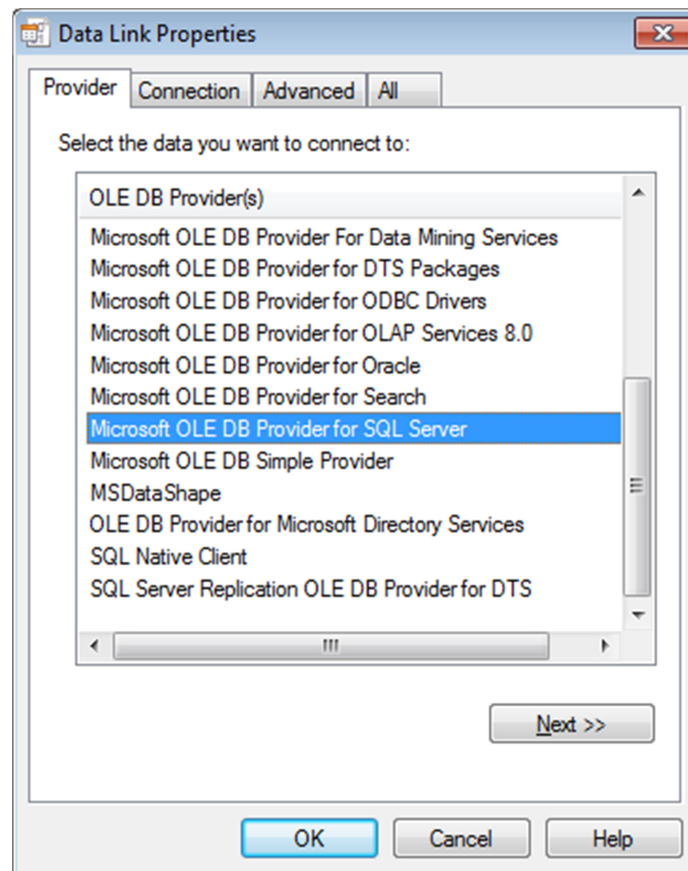 Data Link Properties
Provider Connection Advanced All
Select the data you want to connect to:
OLE DB Provider(s)
Microsoft OLE DB Provider For Data Mining Services
Microsoft OLE DB Provider for DTS Packages
Microsoft OLE DB Provider for ODBC Drivers
Microsoft OLE DB Provider for OLAP Services 8.0
Microsoft OLE DB Provider for Oracle
Microsoft OLE DB Provider for Search
Microsoft OLE DB Provider for SQL Server
Microsoft OLE DB Simple Provider
MSDataShape
OLE DB Provider for Microsoft Directory Services
SQL Native Client
SQL Server Replication OLE DB Provider for DTS
Next >>
OK Cancel Help